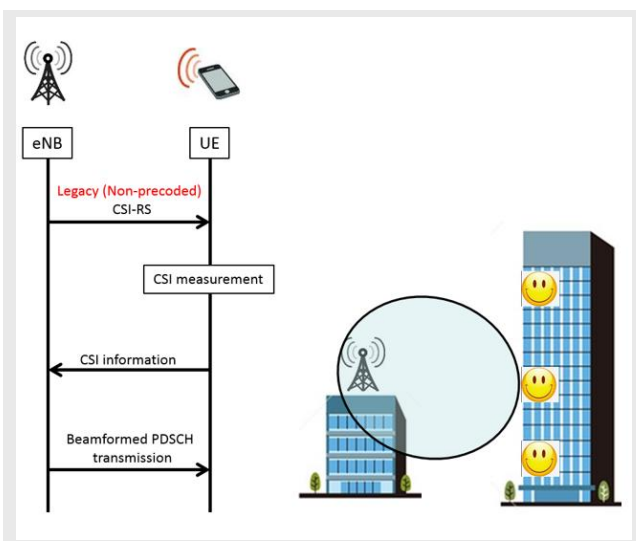 eNB
UE
Legacy (Non-precoded)
CSI-RS
CSI measurement
CSI information
Beamformed PDSCH
transmission